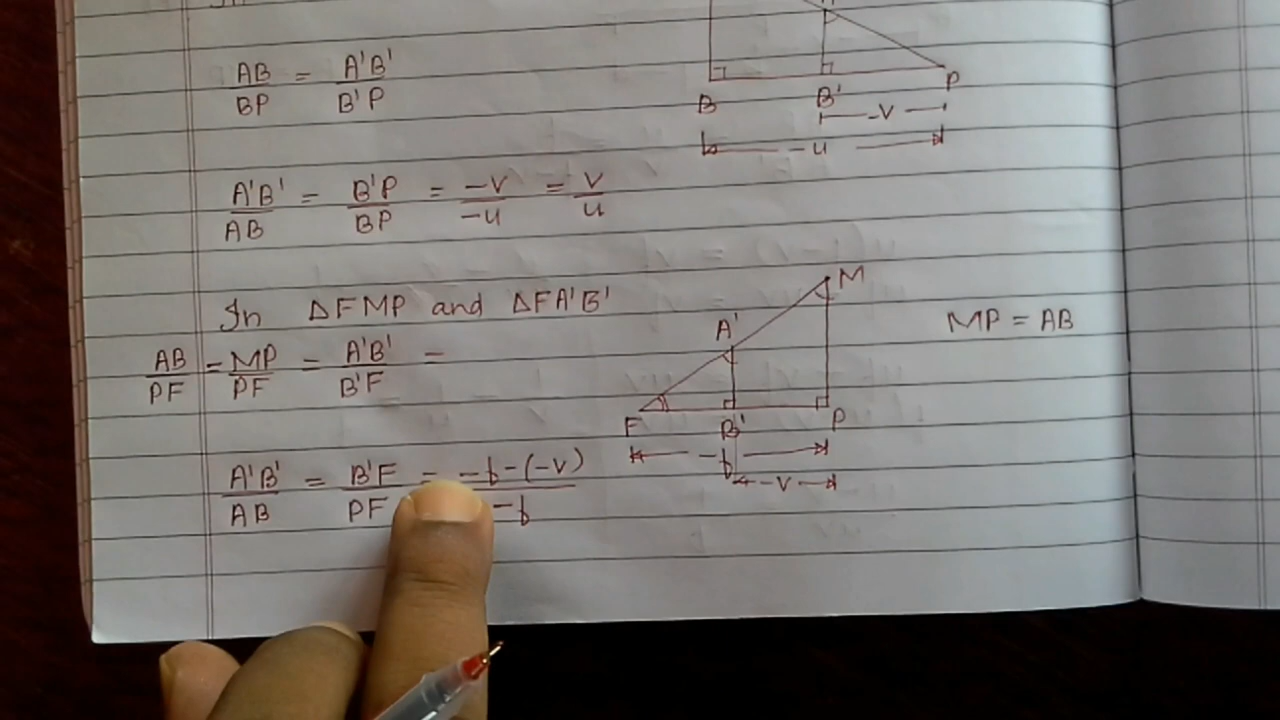 AB/BP = A'B'/B'P
B B' P
-v
-u
A'B'/AB = B'P/BP = -v/-u = v/u
In ΔFMP and ΔFA'B'
M
A'
MP = AB
AB/PF = MP/PF = A'B'/B'F =
F B' P
-f
-v
A'B'/AB = B'F/PF = -f-(-v)/-f